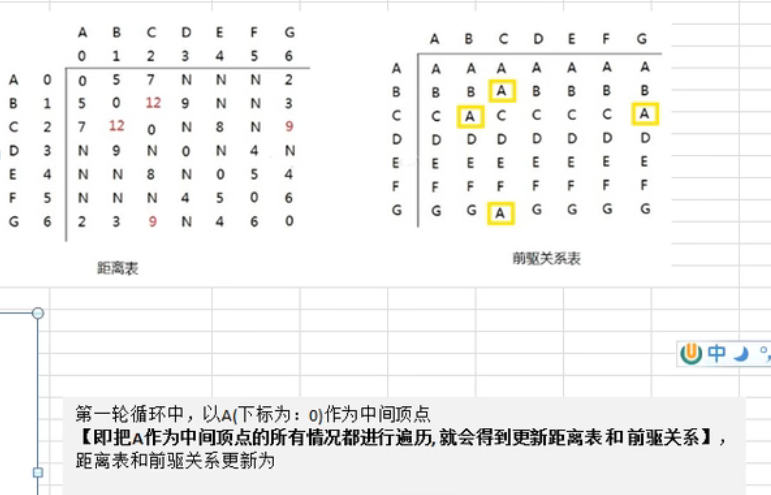 A B C D E F G
0 1 2 3 4 5 6
A 0 0 5 7 N N N 2
B 1 5 0 12 9 N N 3
C 2 7 12 0 N 8 N 9
D 3 N 9 N 0 N 4 N
E 4 N N 8 N 0 5 4
F 5 N N N 4 5 0 6
G 6 2 3 9 N 4 6 0
距离表
A B C D E F G
A A A A A A A A
B B B A B B B B
C C A C C C C A
D D D D D D D D
E E E E E E E E
F F F F F F F F
G G G A G G G G
前驱关系表
中
第一轮循环中，以A(下标为：0)作为中间顶点
【即把A作为中间顶点的所有情况都进行遍历,就会得到更新距离表 和 前驱关系】，
距离表和前驱关系更新为